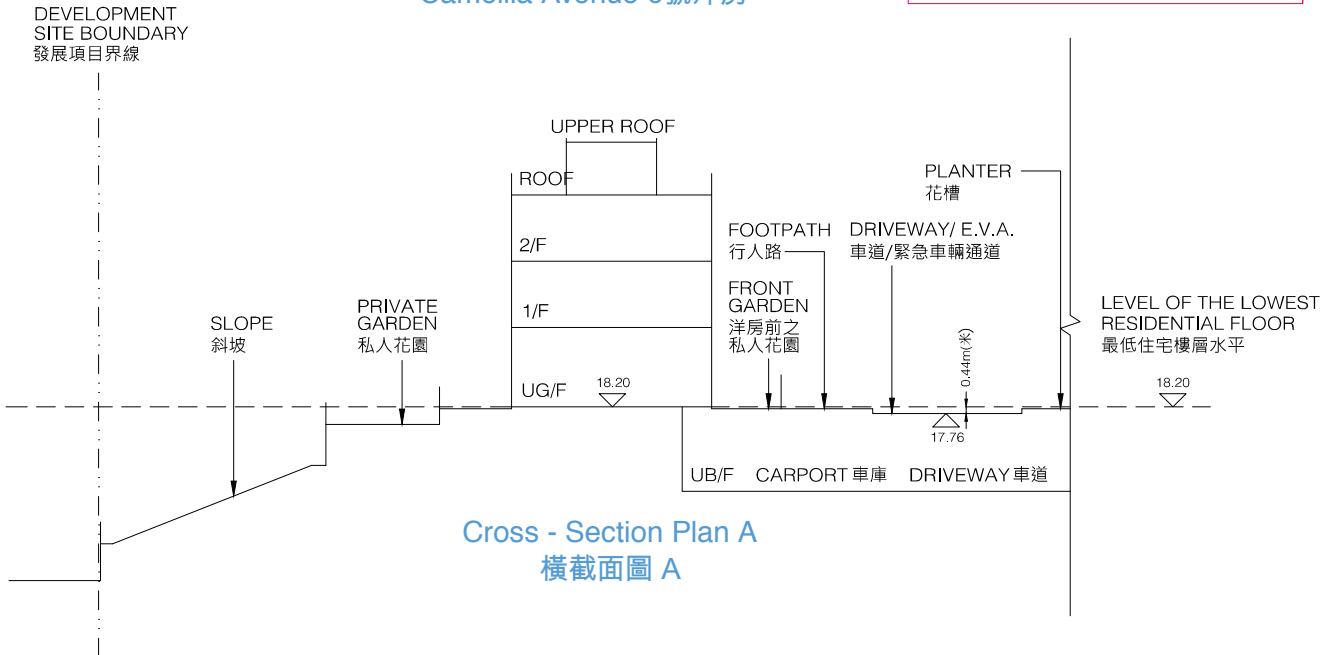 DEVELOPMENT
SITE BOUNDARY
發展項目界線
UPPER ROOF
ROOF
2/F
1/F
UG/F
18.20
SLOPE
斜坡
PRIVATE
GARDEN
私人花園
FOOTPATH
行人路
FRONT
GARDEN
洋房前之
私人花園
DRIVEWAY/ E.V.A.
車道/緊急車輛通道
PLANTER
花槽
0.44m(米)
17.76
LEVEL OF THE LOWEST
RESIDENTIAL FLOOR
最低住宅樓層水平
18.20
UB/F CARPORT 車庫 DRIVEWAY 車道
Cross - Section Plan A
橫截面圖 A